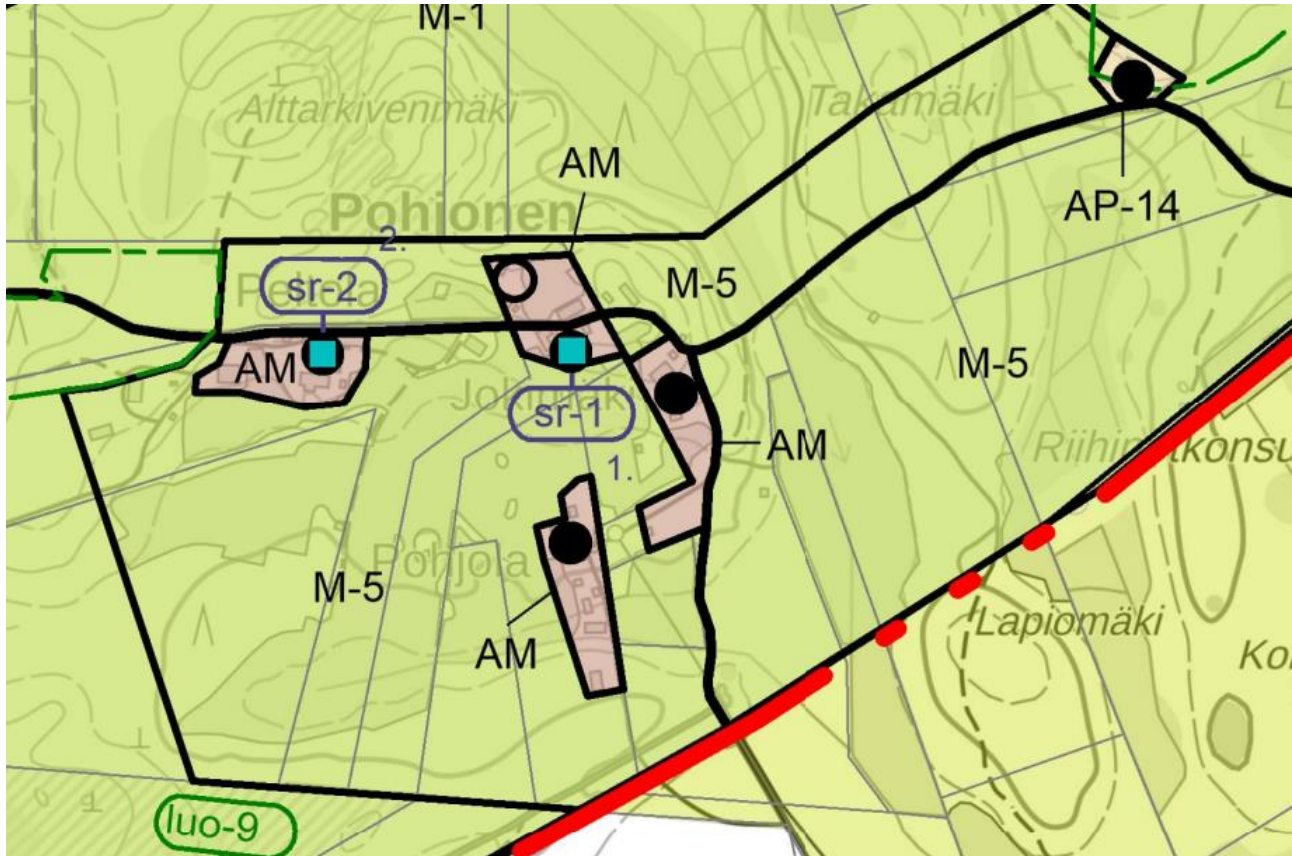 M-1
Alttarkivenmäki
Takamäki
AM
AP-14
Pohjonen
2.
sr-2
M-5
AM
M-5
sr-1
AM
1.
Pohjola
M-5
Lapiomäki
AM
luo-9